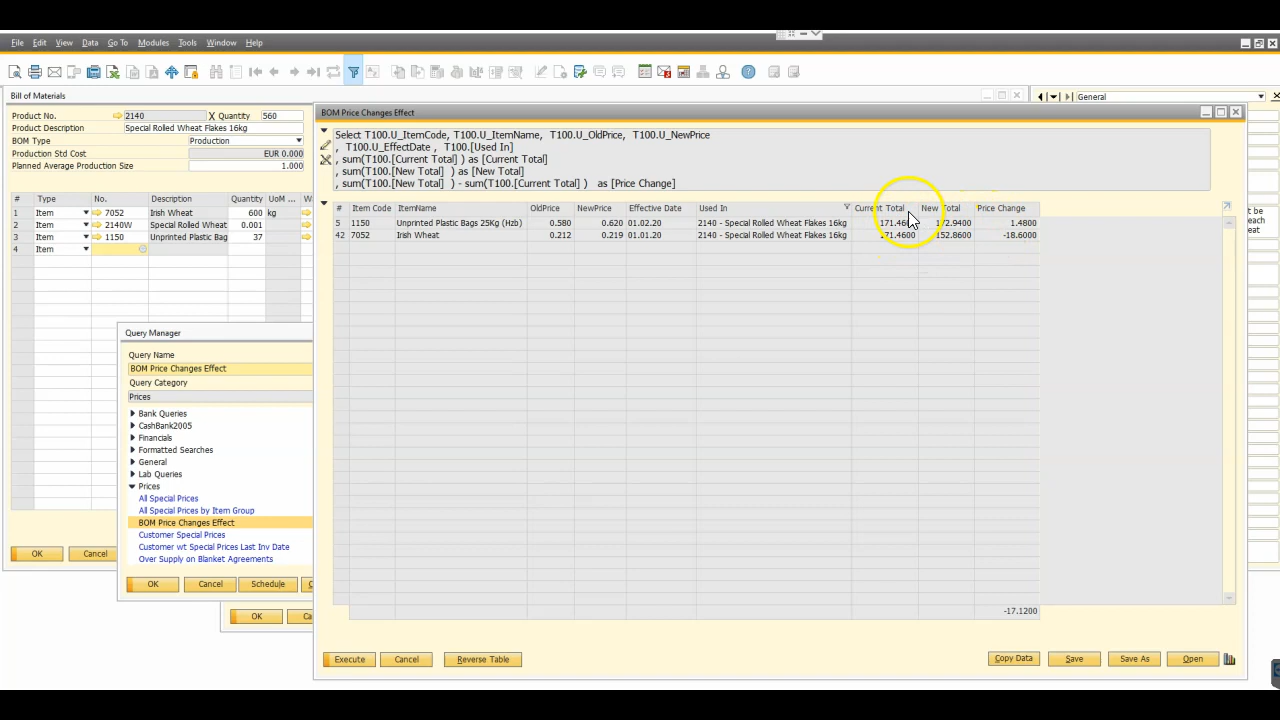 File Edit View Data Go To Modules Tools Window Help
Bill of Materials
General
Product No. 2140 X Quantity 560
Product Description Special Rolled Wheat Flakes 16kg
BOM Type Production
Production Std Cost EUR 0.000
Planned Average Production Size 1.000
# Type No. Description Quantity UoM ... W
1 Item 7052 Irish Wheat 600 kg
2 Item 2140W Special Rolled Wheat 0.001
3 Item 1150 Unprinted Plastic Bag 37
4 Item
OK Cancel
Query Manager
Query Name
BOM Price Changes Effect
Query Category
Prices
Bank Queries
CashBank2005
Financials
Formatted Searches
General
Lab Queries
Prices
All Special Prices
All Special Prices by Item Group
BOM Price Changes Effect
Customer Special Prices
Customer wt Special Prices Last Inv Date
Over Supply on Blanket Agreements
OK Cancel Schedule
OK Ca
BOM Price Changes Effect
Select T100.U_ItemCode, T100.U_ItemName, T100.U_OldPrice, T100.U_NewPrice
, T100.U_EffectDate , T100.[Used In]
, sum(T100.[Current Total] ) as [Current Total]
, sum(T100.[New Total] ) as [New Total]
, sum(T100.[New Total] ) - sum(T100.[Current Total] ) as [Price Change]
# Item Code ItemName OldPrice NewPrice Effective Date Used In Current Total New Total Price Change
5 1150 Unprinted Plastic Bags 25Kg (Hzb) 0.580 0.620 01.02.20 2140 - Special Rolled Wheat Flakes 16kg 171.4600 172.9400 1.4800
42 7052 Irish Wheat 0.212 0.219 01.01.20 2140 - Special Rolled Wheat Flakes 16kg 171.4600 152.8600 -18.6000
-17.1200
Execute Cancel Reverse Table Copy Data Save Save As Open
t be
each
eat